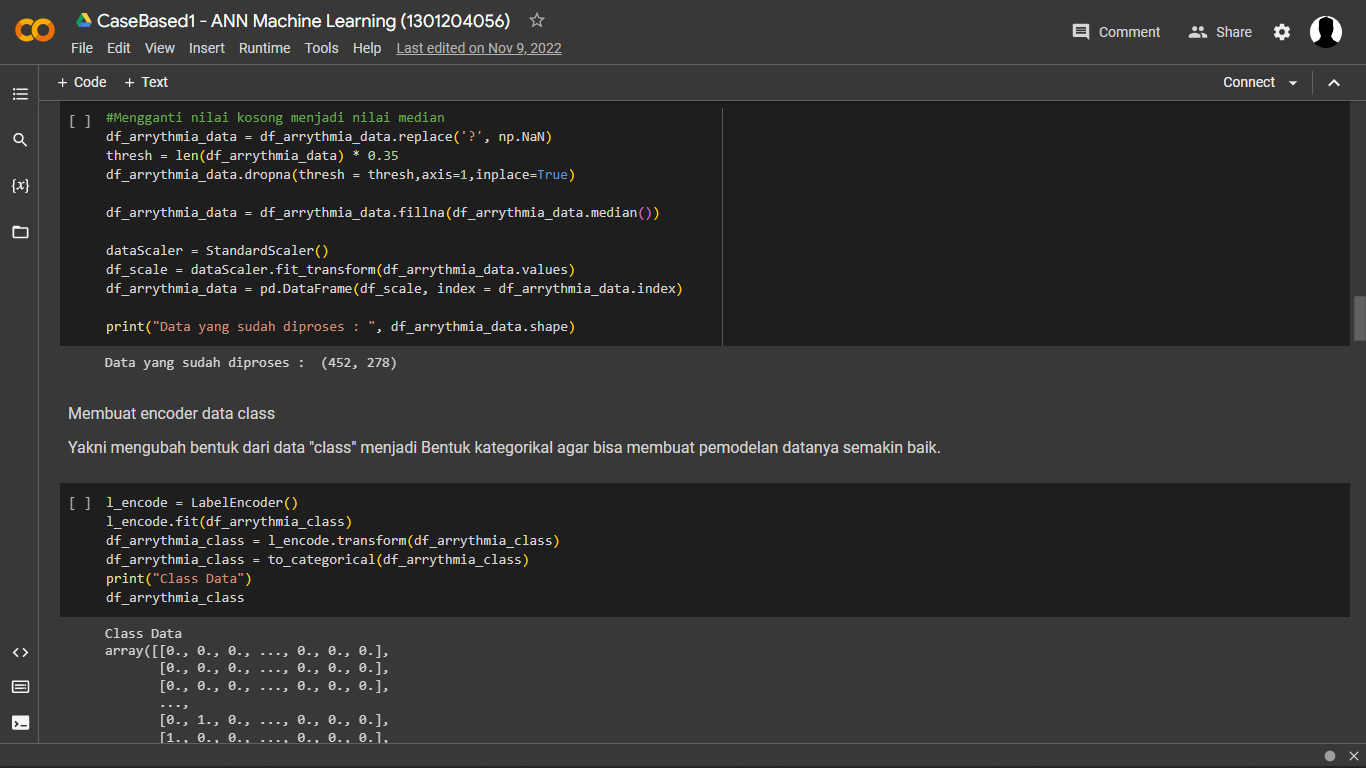 CaseBased1 - ANN Machine Learning (1301204056)
File Edit View Insert Runtime Tools Help Last edited on Nov 9, 2022
Comment Share
+ Code + Text
Connect
{x}
[ ] #Mengganti nilai kosong menjadi nilai median
df_arrythmia_data = df_arrythmia_data.replace('?', np.NaN)
thresh = len(df_arrythmia_data) * 0.35
df_arrythmia_data.dropna(thresh = thresh,axis=1,inplace=True)
df_arrythmia_data = df_arrythmia_data.fillna(df_arrythmia_data.median())
dataScaler = StandardScaler()
df_scale = dataScaler.fit_transform(df_arrythmia_data.values)
df_arrythmia_data = pd.DataFrame(df_scale, index = df_arrythmia_data.index)
print("Data yang sudah diproses : ", df_arrythmia_data.shape)
Data yang sudah diproses :  (452, 278)
Membuat encoder data class
Yakni mengubah bentuk dari data "class" menjadi Bentuk kategorikal agar bisa membuat pemodelan datanya semakin baik.
[ ] l_encode = LabelEncoder()
l_encode.fit(df_arrythmia_class)
df_arrythmia_class = l_encode.transform(df_arrythmia_class)
df_arrythmia_class = to_categorical(df_arrythmia_class)
print("Class Data")
df_arrythmia_class
Class Data
array([[0., 0., 0., ..., 0., 0., 0.],
[0., 0., 0., ..., 0., 0., 0.],
[0., 0., 0., ..., 0., 0., 0.],
...,
[0., 1., 0., ..., 0., 0., 0.],
[1., 0., 0., ..., 0., 0., 0.],